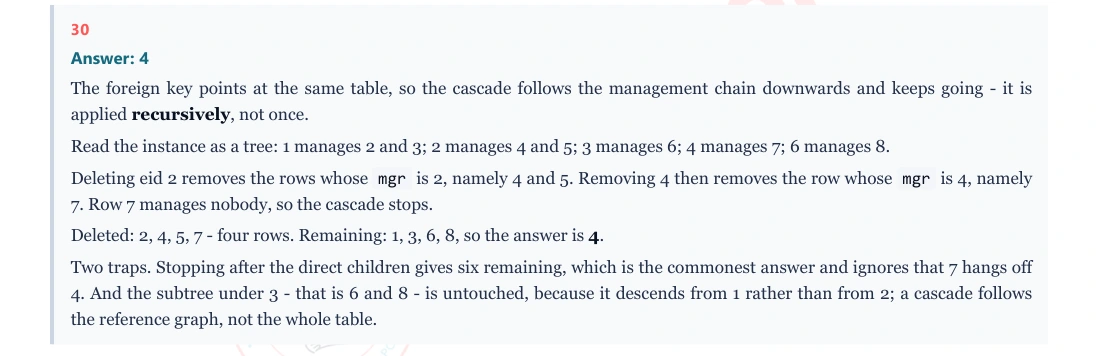 30
Answer: 4
The foreign key points at the same table, so the cascade follows the management chain downwards and keeps going - it is
applied recursively, not once.
Read the instance as a tree: 1 manages 2 and 3; 2 manages 4 and 5; 3 manages 6; 4 manages 7; 6 manages 8.
Deleting eid 2 removes the rows whose mgr is 2, namely 4 and 5. Removing 4 then removes the row whose mgr is 4, namely
7. Row 7 manages nobody, so the cascade stops.
Deleted: 2, 4, 5, 7 - four rows. Remaining: 1, 3, 6, 8, so the answer is 4.
Two traps. Stopping after the direct children gives six remaining, which is the commonest answer and ignores that 7 hangs off
4. And the subtree under 3 - that is 6 and 8 - is untouched, because it descends from 1 rather than from 2; a cascade follows
the reference graph, not the whole table.